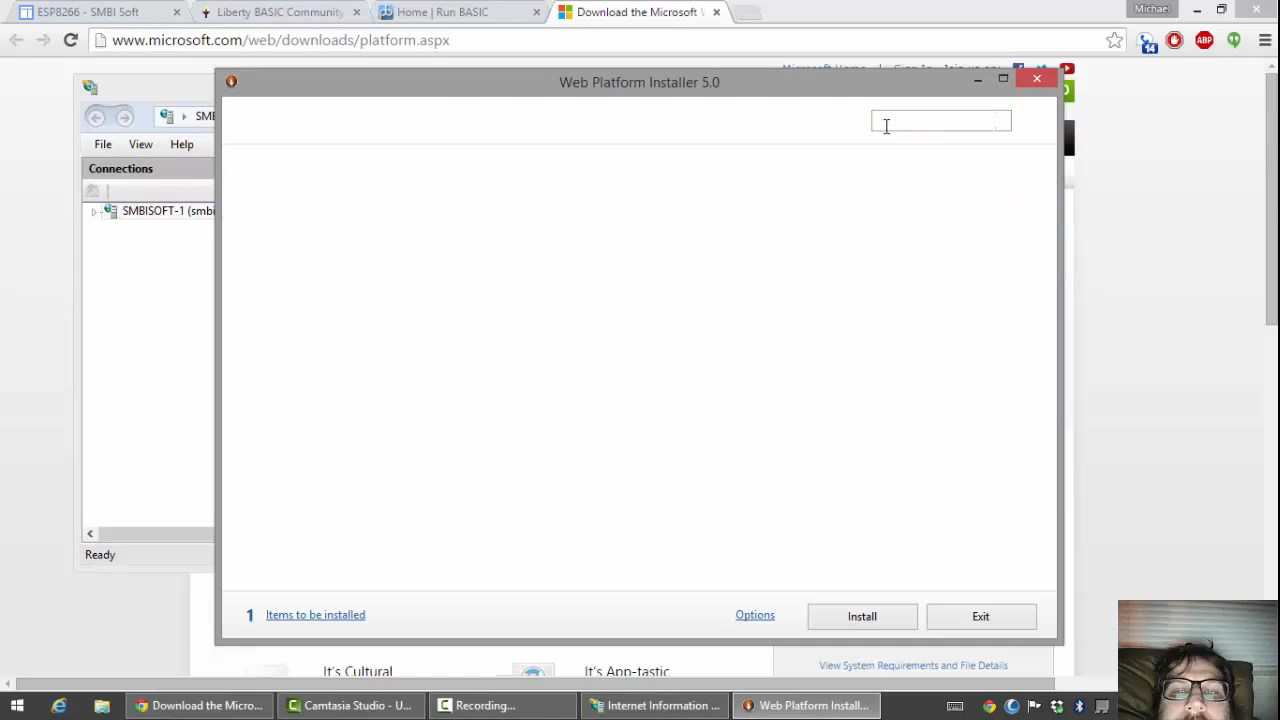 ESP8266 - SMBI Soft
Liberty BASIC Community
Home | Run BASIC
Download the Microsoft
Michael
www.microsoft.com/web/downloads/platform.aspx
14
ABP
Web Platform Installer 5.0
File View Help
Connections
SMBISOFT-1 (smbi
Ready
1 Items to be installed
Options
Install
Exit
It's Cultural
It's App-tastic
View System Requirements and File Details
Download the Micro...
Camtasia Studio - U...
Recording...
Internet Information ...
Web Platform Install...